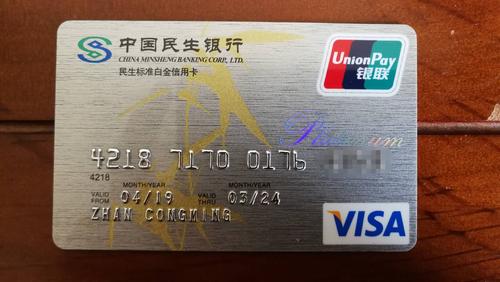 中国民生银行
CHINA MINSHENG BANKING CORP., LTD.
民生标准白金信用卡
UnionPay
银联
Platinum
4218 7170 0176
4218
MONTH/YEAR MONTH/YEAR
VALID FROM 04/19 VALID THRU 03/24
ZHAN CONGMING
VISA